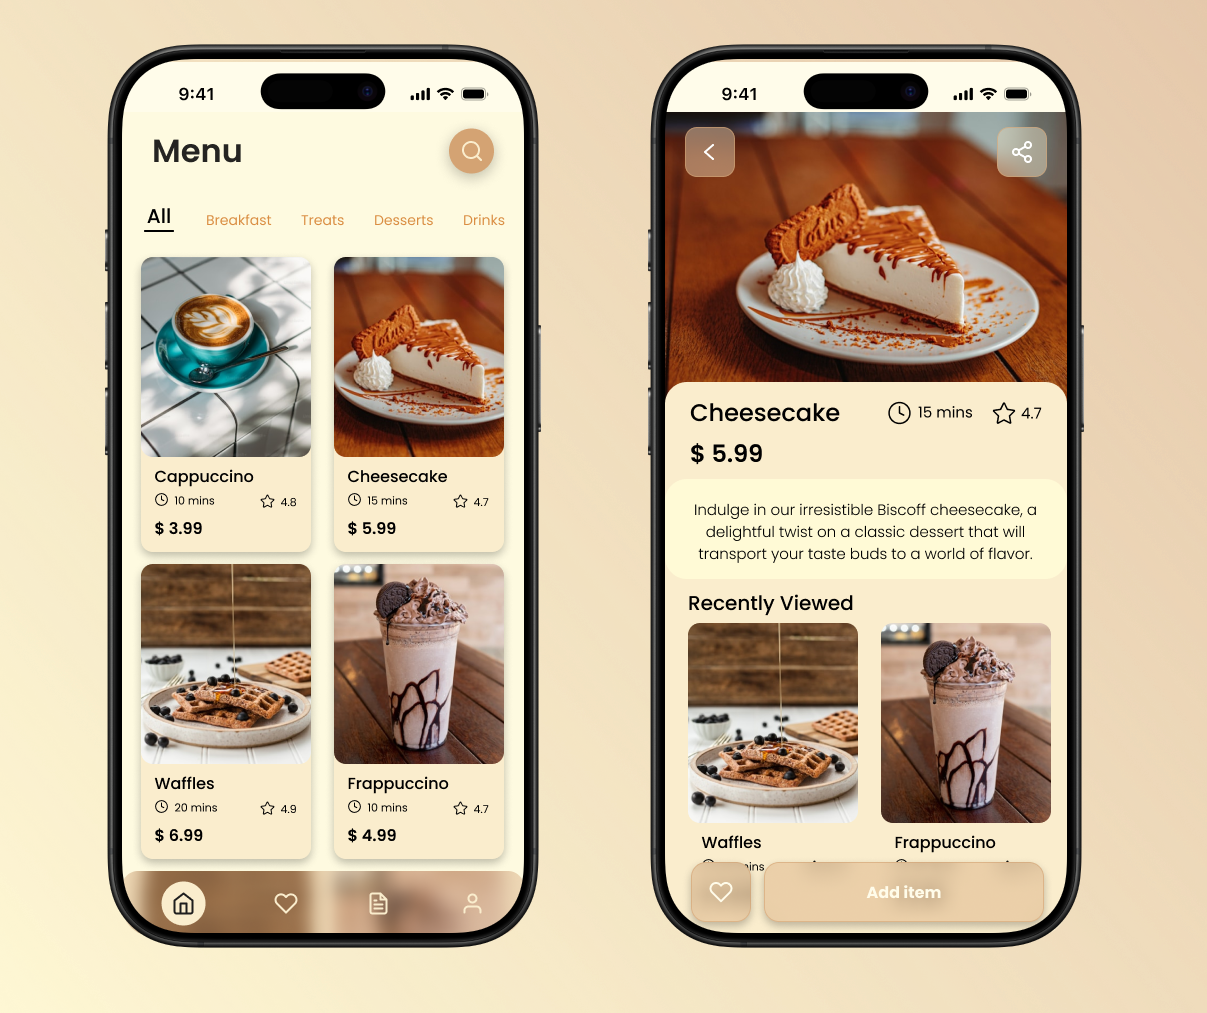 9:41
Menu
All Breakfast Treats Desserts Drinks
Cappuccino
10 mins 4.8
$ 3.99
Cheesecake
15 mins 4.7
$ 5.99
Waffles
20 mins 4.9
$ 6.99
Frappuccino
10 mins 4.7
$ 4.99
9:41
Lotus
Cheesecake 15 mins 4.7
$ 5.99
Indulge in our irresistible Biscoff cheesecake, a
delightful twist on a classic dessert that will
transport your taste buds to a world of flavor.
Recently Viewed
Waffles
Frappuccino
Add item